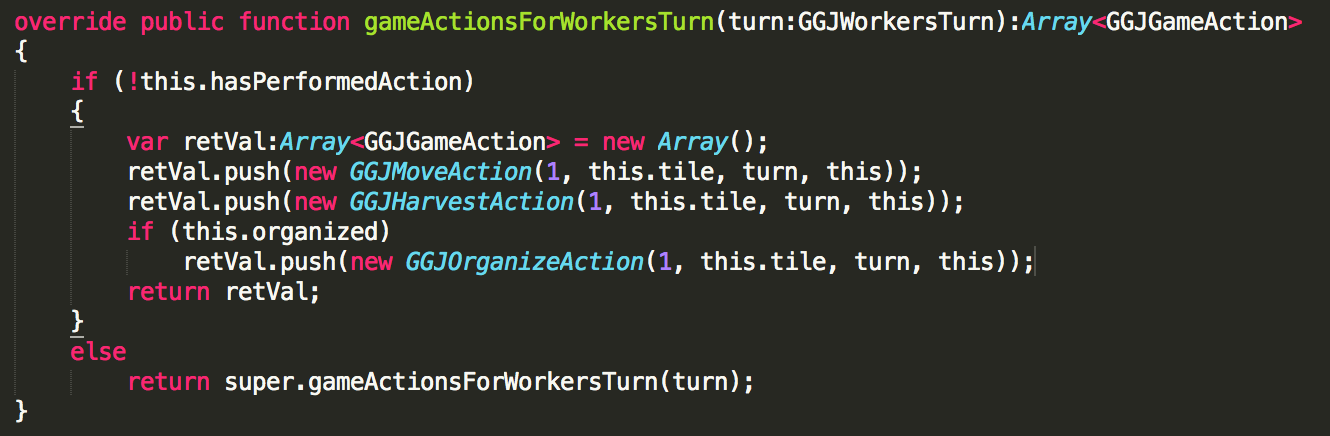 override public function gameActionsForWorkersTurn(turn:GGJWorkersTurn):Array<GGJGameAction>
{
    if (!this.hasPerformedAction)
    {
        var retVal:Array<GGJGameAction> = new Array();
        retVal.push(new GGJMoveAction(1, this.tile, turn, this));
        retVal.push(new GGJHarvestAction(1, this.tile, turn, this));
        if (this.organized)
            retVal.push(new GGJOrganizeAction(1, this.tile, turn, this));
        return retVal;
    }
    else
        return super.gameActionsForWorkersTurn(turn);
}